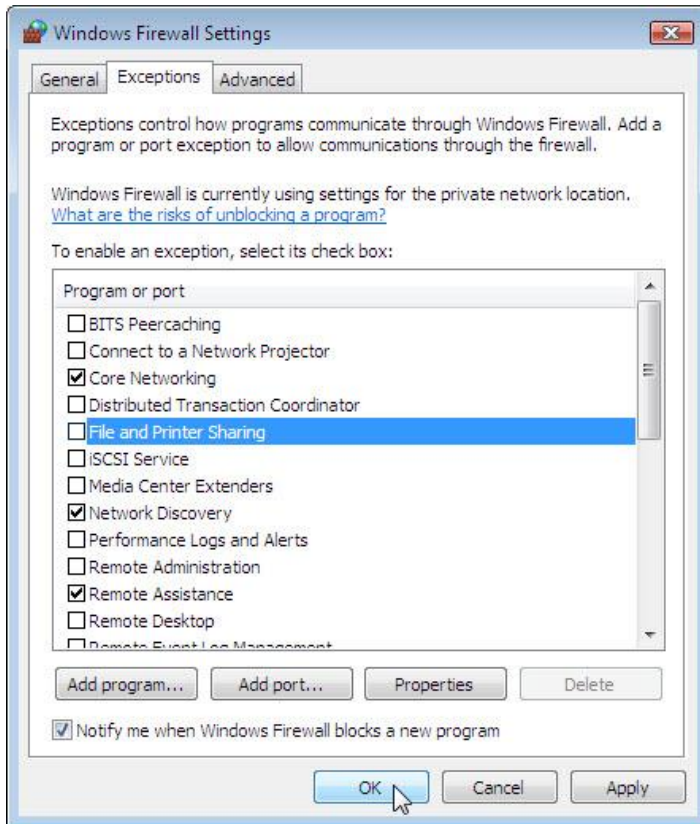 Windows Firewall Settings
General Exceptions Advanced
Exceptions control how programs communicate through Windows Firewall. Add a
program or port exception to allow communications through the firewall.
Windows Firewall is currently using settings for the private network location.
What are the risks of unblocking a program?
To enable an exception, select its check box:
Program or port
BITS Peercaching
Connect to a Network Projector
Core Networking
Distributed Transaction Coordinator
File and Printer Sharing
iSCSI Service
Media Center Extenders
Network Discovery
Performance Logs and Alerts
Remote Administration
Remote Assistance
Remote Desktop
Remote Event Log Management
Add program... Add port... Properties Delete
Notify me when Windows Firewall blocks a new program
OK Cancel Apply